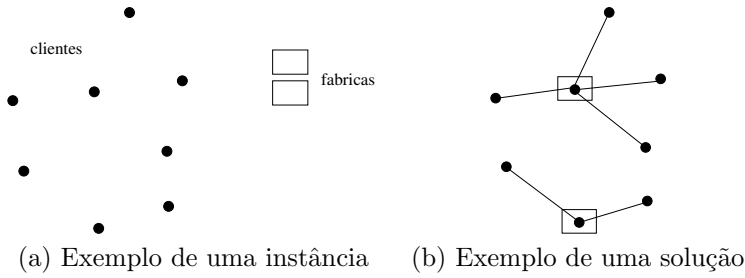 clientes
fabricas
(a) Exemplo de uma instância
(b) Exemplo de uma solução